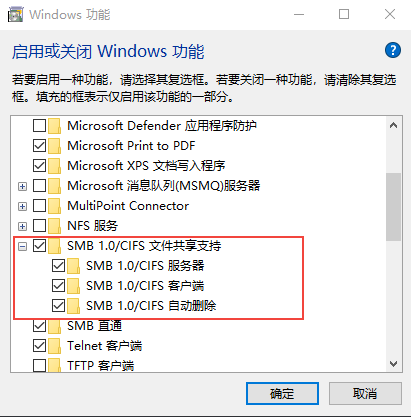 Windows 功能
启用或关闭 Windows 功能
若要启用一种功能，请选择其复选框。若要关闭一种功能，请清除其复选
框。填充的框表示仅启用该功能的一部分。
Microsoft Defender 应用程序防护
Microsoft Print to PDF
Microsoft XPS 文档写入程序
Microsoft 消息队列(MSMQ)服务器
MultiPoint Connector
NFS 服务
SMB 1.0/CIFS 文件共享支持
SMB 1.0/CIFS 服务器
SMB 1.0/CIFS 客户端
SMB 1.0/CIFS 自动删除
SMB 直通
Telnet 客户端
TFTP 客户端
确定 取消